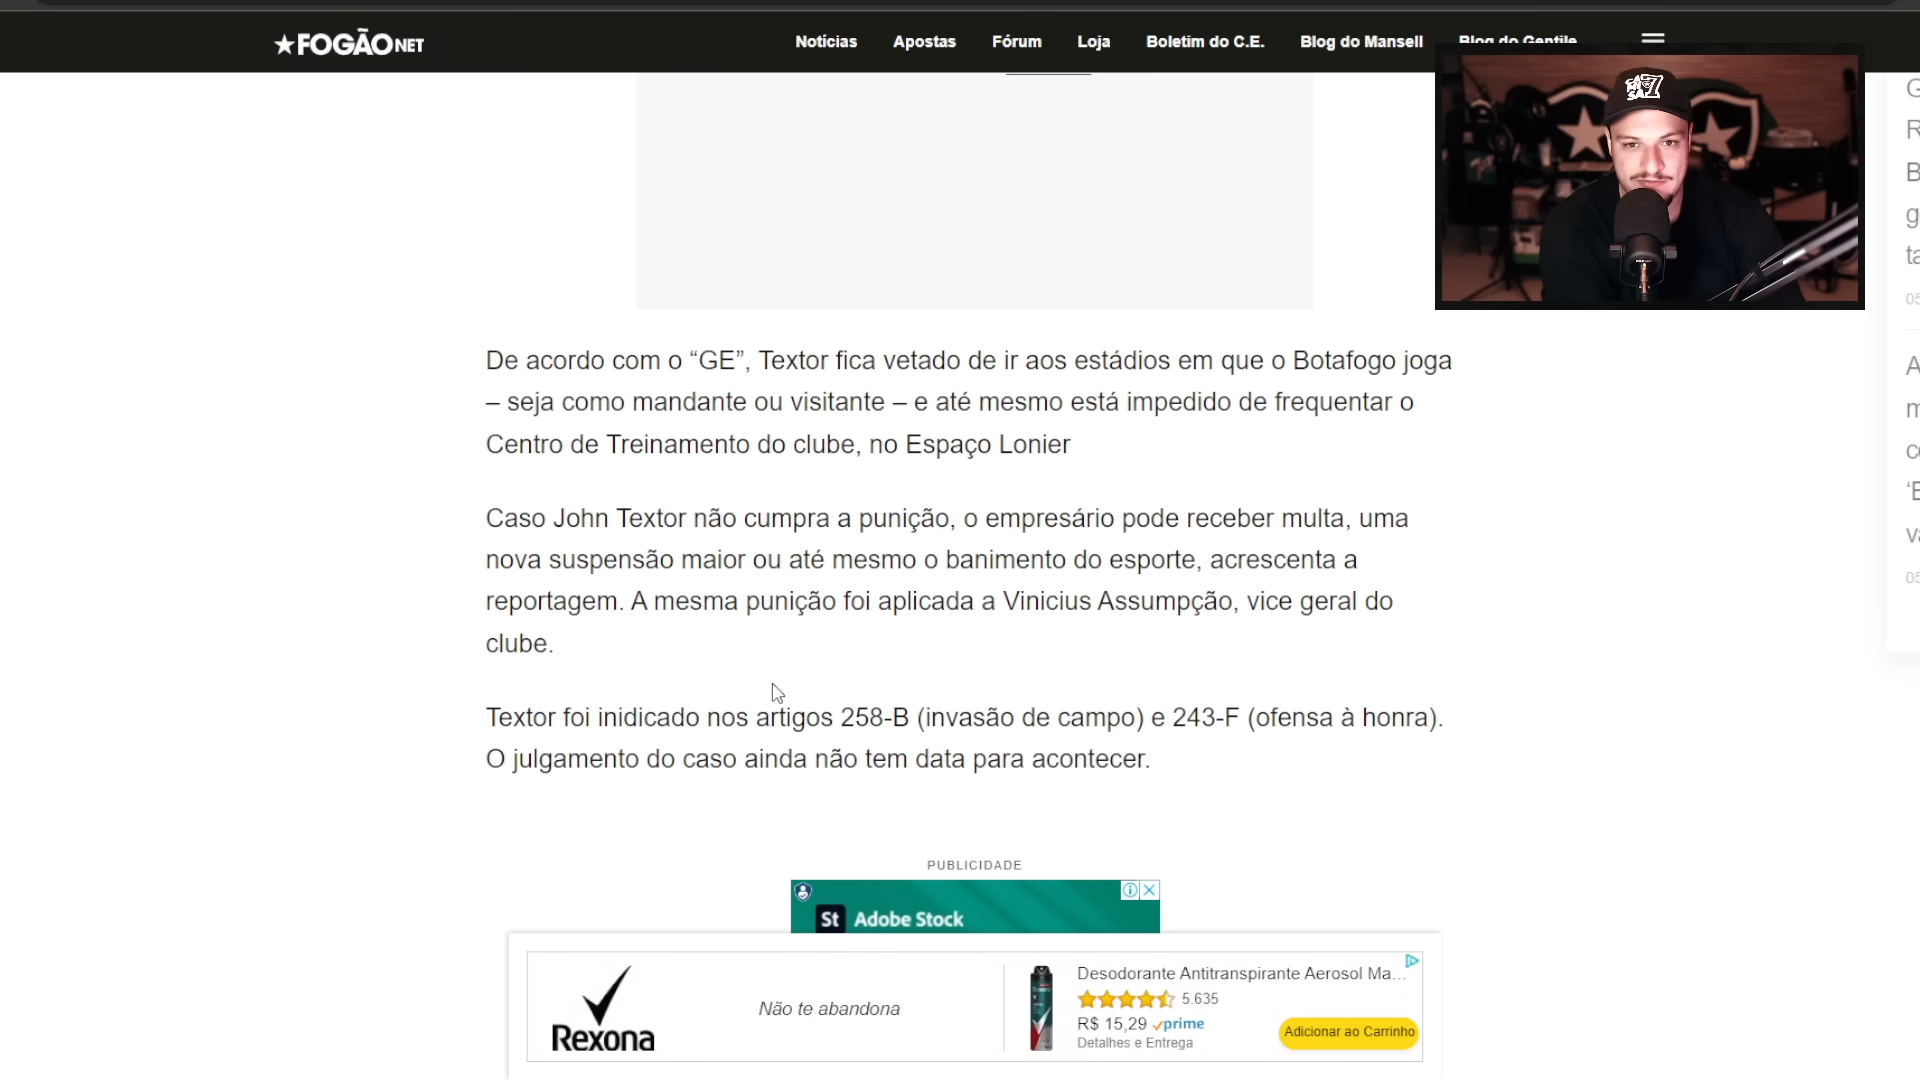 ★FOGÃONET
Notícias Apostas Fórum Loja Boletim do C.E. Blog do Mansell Blog do Gentile
De acordo com o “GE”, Textor fica vetado de ir aos estádios em que o Botafogo joga
– seja como mandante ou visitante – e até mesmo está impedido de frequentar o
Centro de Treinamento do clube, no Espaço Lonier
Caso John Textor não cumpra a punição, o empresário pode receber multa, uma
nova suspensão maior ou até mesmo o banimento do esporte, acrescenta a
reportagem. A mesma punição foi aplicada a Vinicius Assumpção, vice geral do
clube.
Textor foi inidicado nos artigos 258-B (invasão de campo) e 243-F (ofensa à honra).
O julgamento do caso ainda não tem data para acontecer.
PUBLICIDADE
St Adobe Stock
Rexona
Não te abandona
Desodorante Antitranspirante Aerosol Ma...
5.635
R$ 15,29 prime
Detalhes e Entrega
Adicionar ao Carrinho